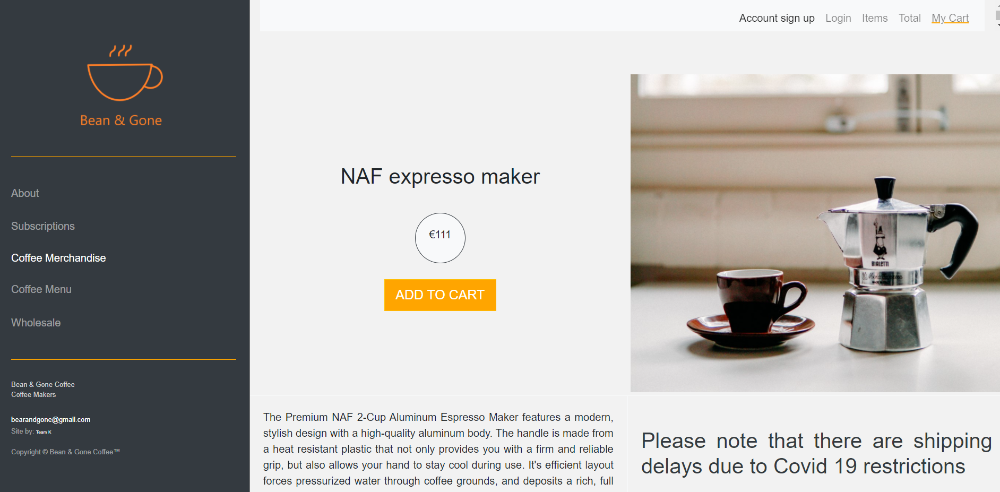 Bean & Gone
About
Subscriptions
Coffee Merchandise
Coffee Menu
Wholesale
Bean & Gone Coffee
Coffee Makers
bearandgone@gmail.com
Site by: Team K
Copyright © Bean & Gone Coffee™
Account sign up Login Items Total My Cart
NAF expresso maker
€111
ADD TO CART
BIALETTI
The Premium NAF 2-Cup Aluminum Espresso Maker features a modern,
stylish design with a high-quality aluminum body. The handle is made from
a heat resistant plastic that not only provides you with a firm and reliable
grip, but also allows your hand to stay cool during use. It's efficient layout
forces pressurized water through coffee grounds, and deposits a rich, full
Please note that there are shipping
delays due to Covid 19 restrictions